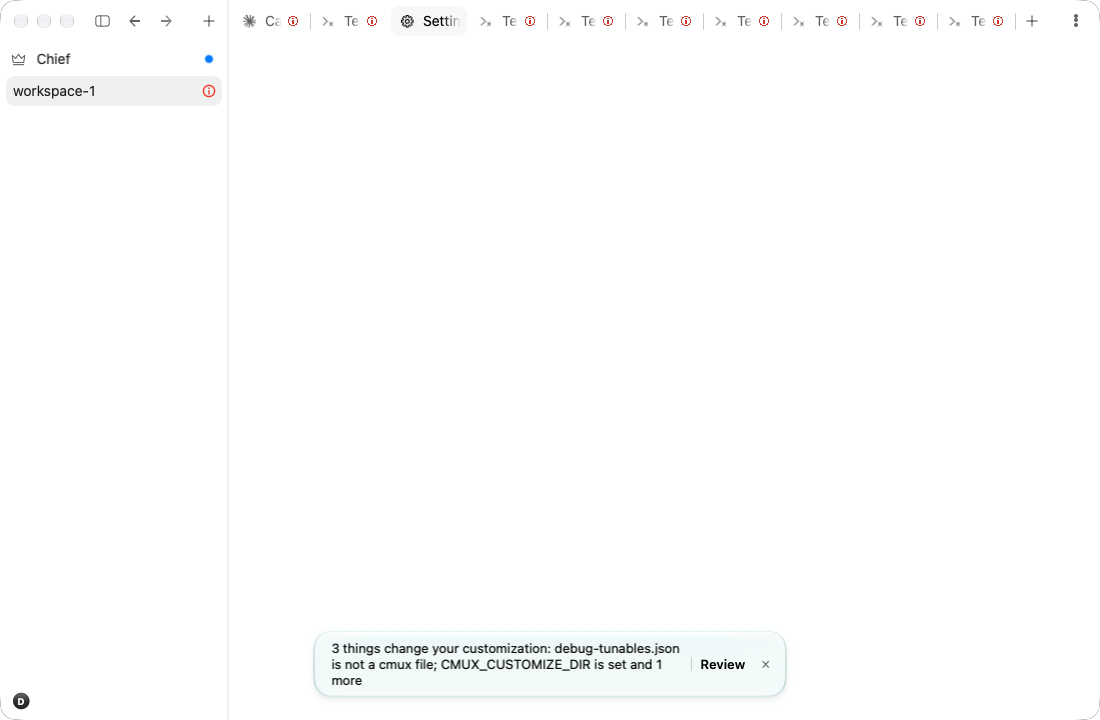 Ca
Te
Settin
Te
Te
Te
Te
Te
Te
Te
Chief
workspace-1
3 things change your customization: debug-tunables.json
is not a cmux file; CMUX_CUSTOMIZE_DIR is set and 1
more
Review
D